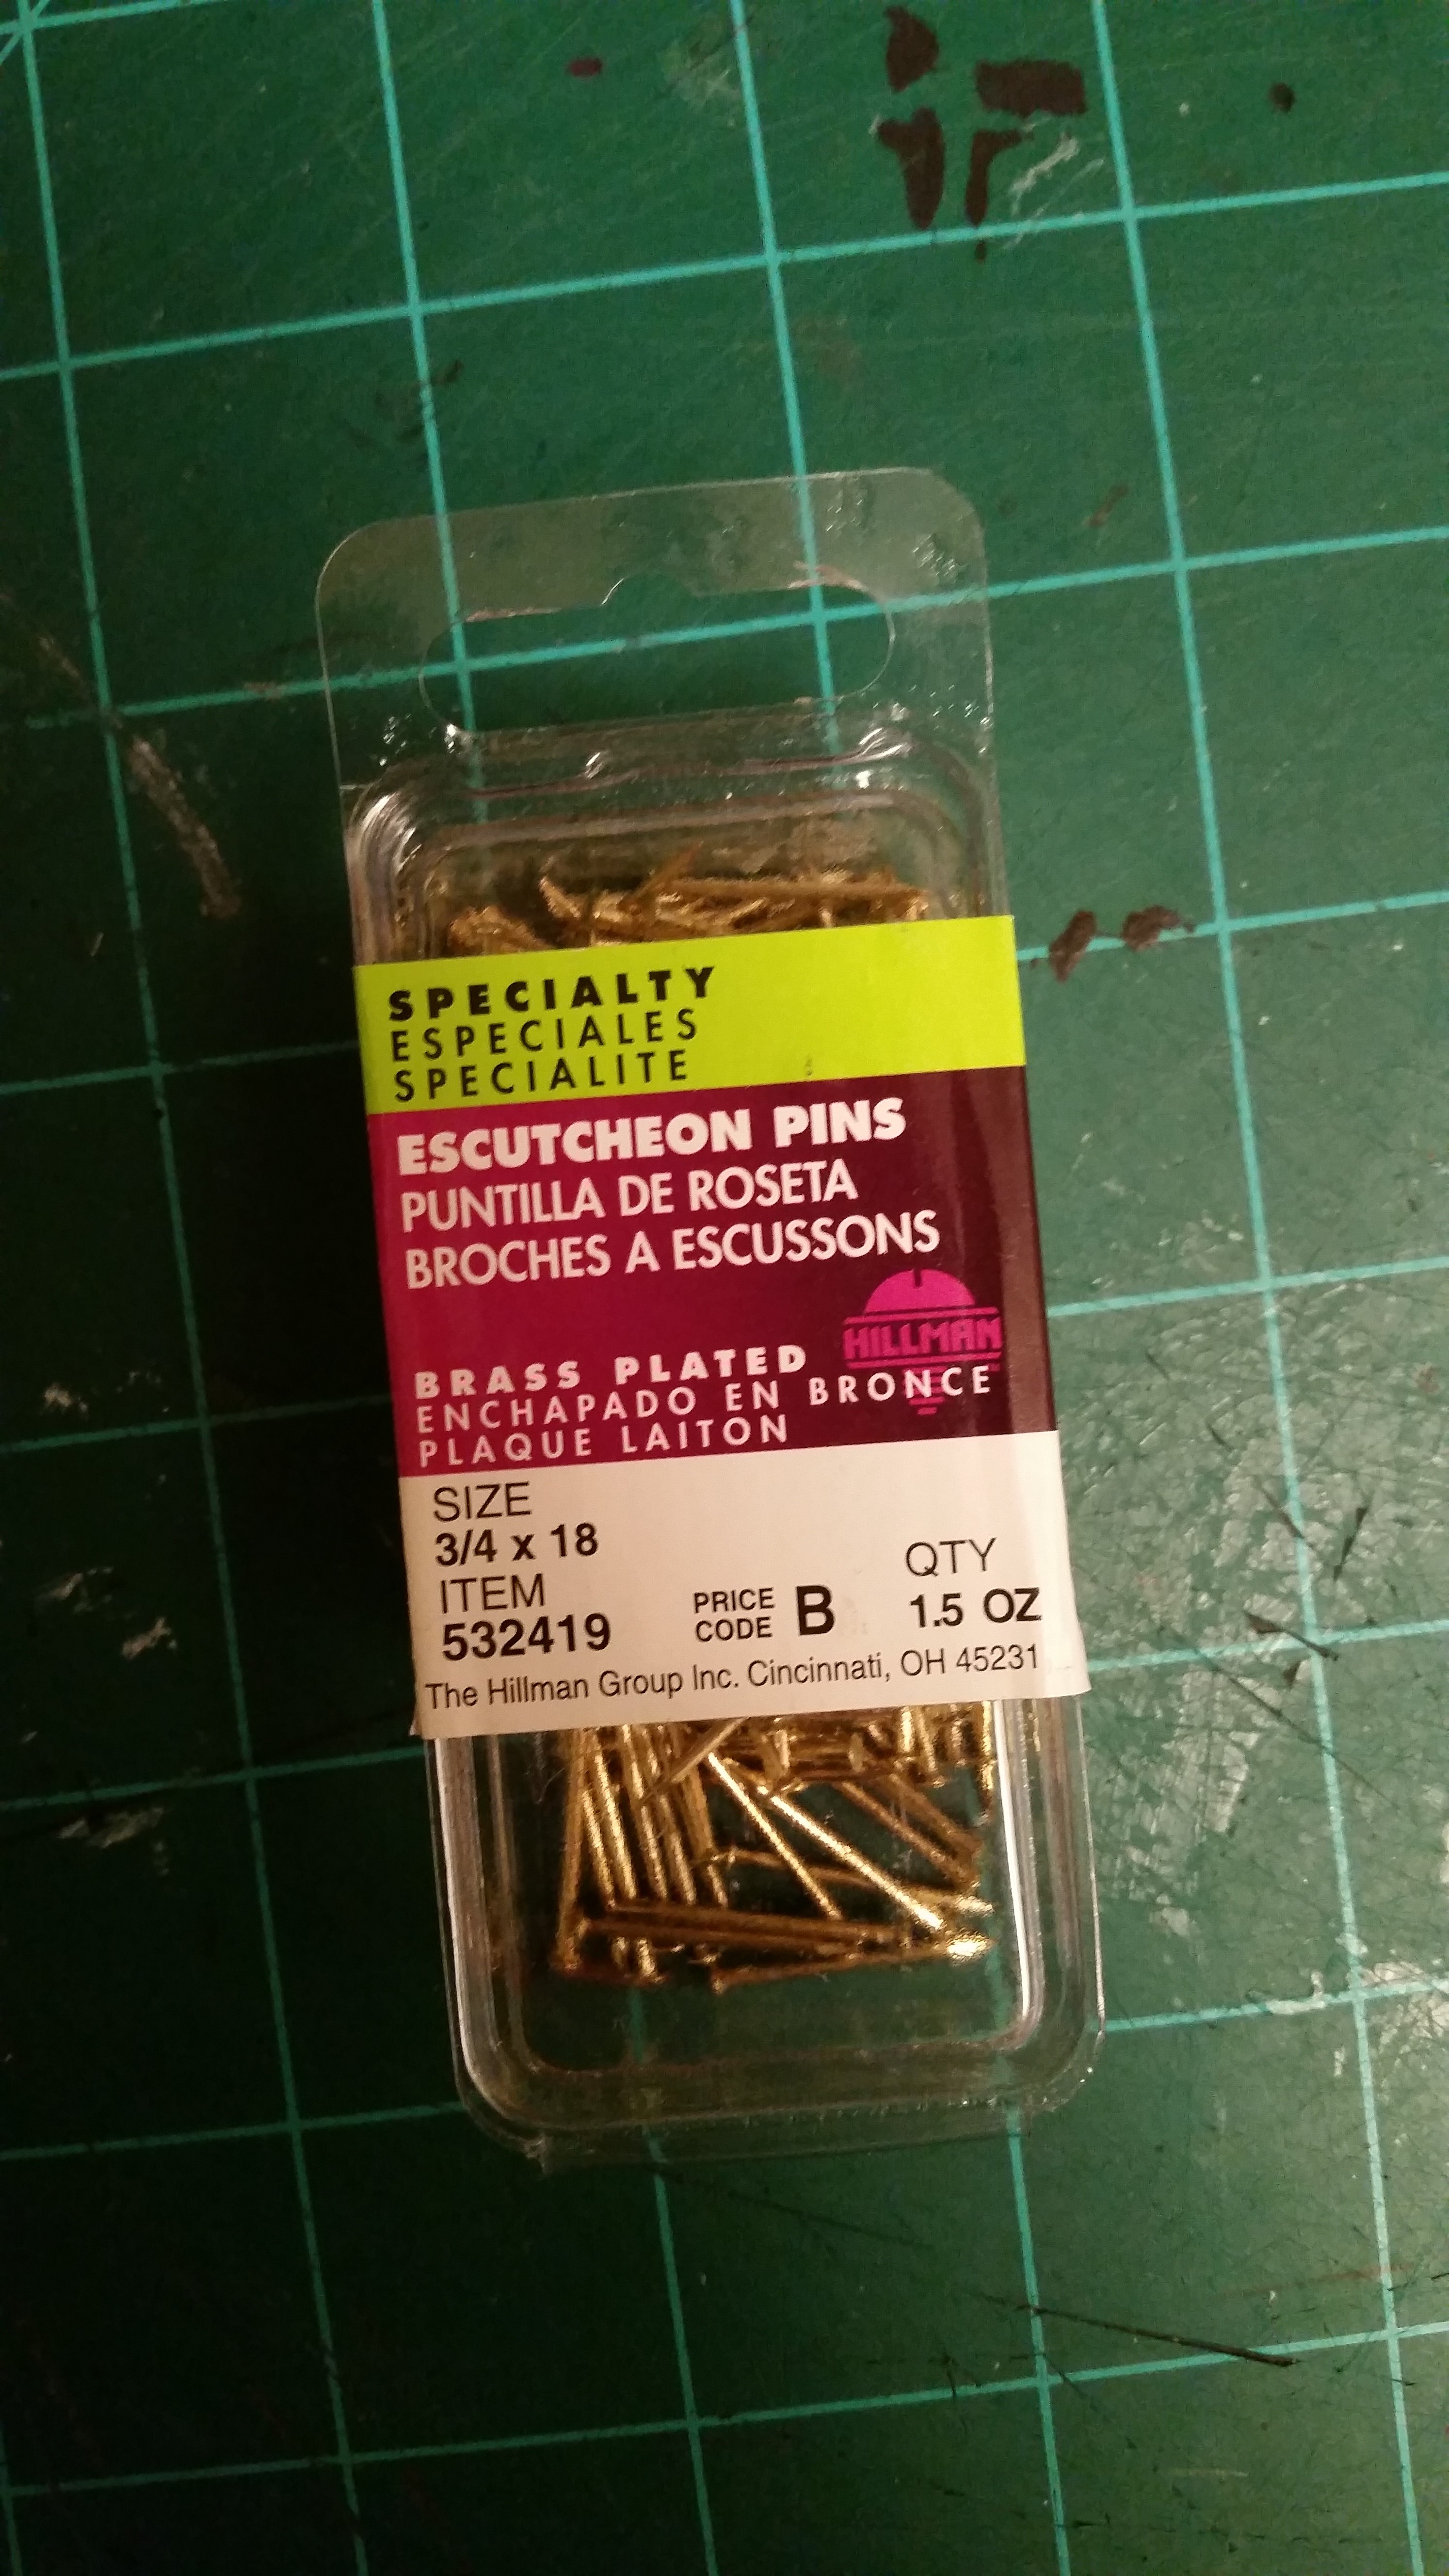 SPECIALTY
ESPECIALES
SPECIALITE
ESCUTCHEON PINS
PUNTILLA DE ROSETA
BROCHES A ESCUSSONS
HILLMAN
BRASS PLATED
ENCHAPADO EN BRONCE
PLAQUE LAITON
SIZE
3/4 x 18
ITEM
532419
PRICE
CODE B
QTY
1.5 OZ
The Hillman Group Inc. Cincinnati, OH 45231